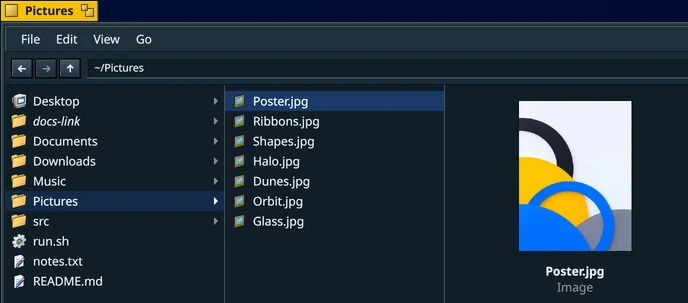 Pictures
File Edit View Go
~/Pictures
Desktop
docs-link
Documents
Downloads
Music
Pictures
src
run.sh
notes.txt
README.md
Poster.jpg
Ribbons.jpg
Shapes.jpg
Halo.jpg
Dunes.jpg
Orbit.jpg
Glass.jpg
Poster.jpg
Image